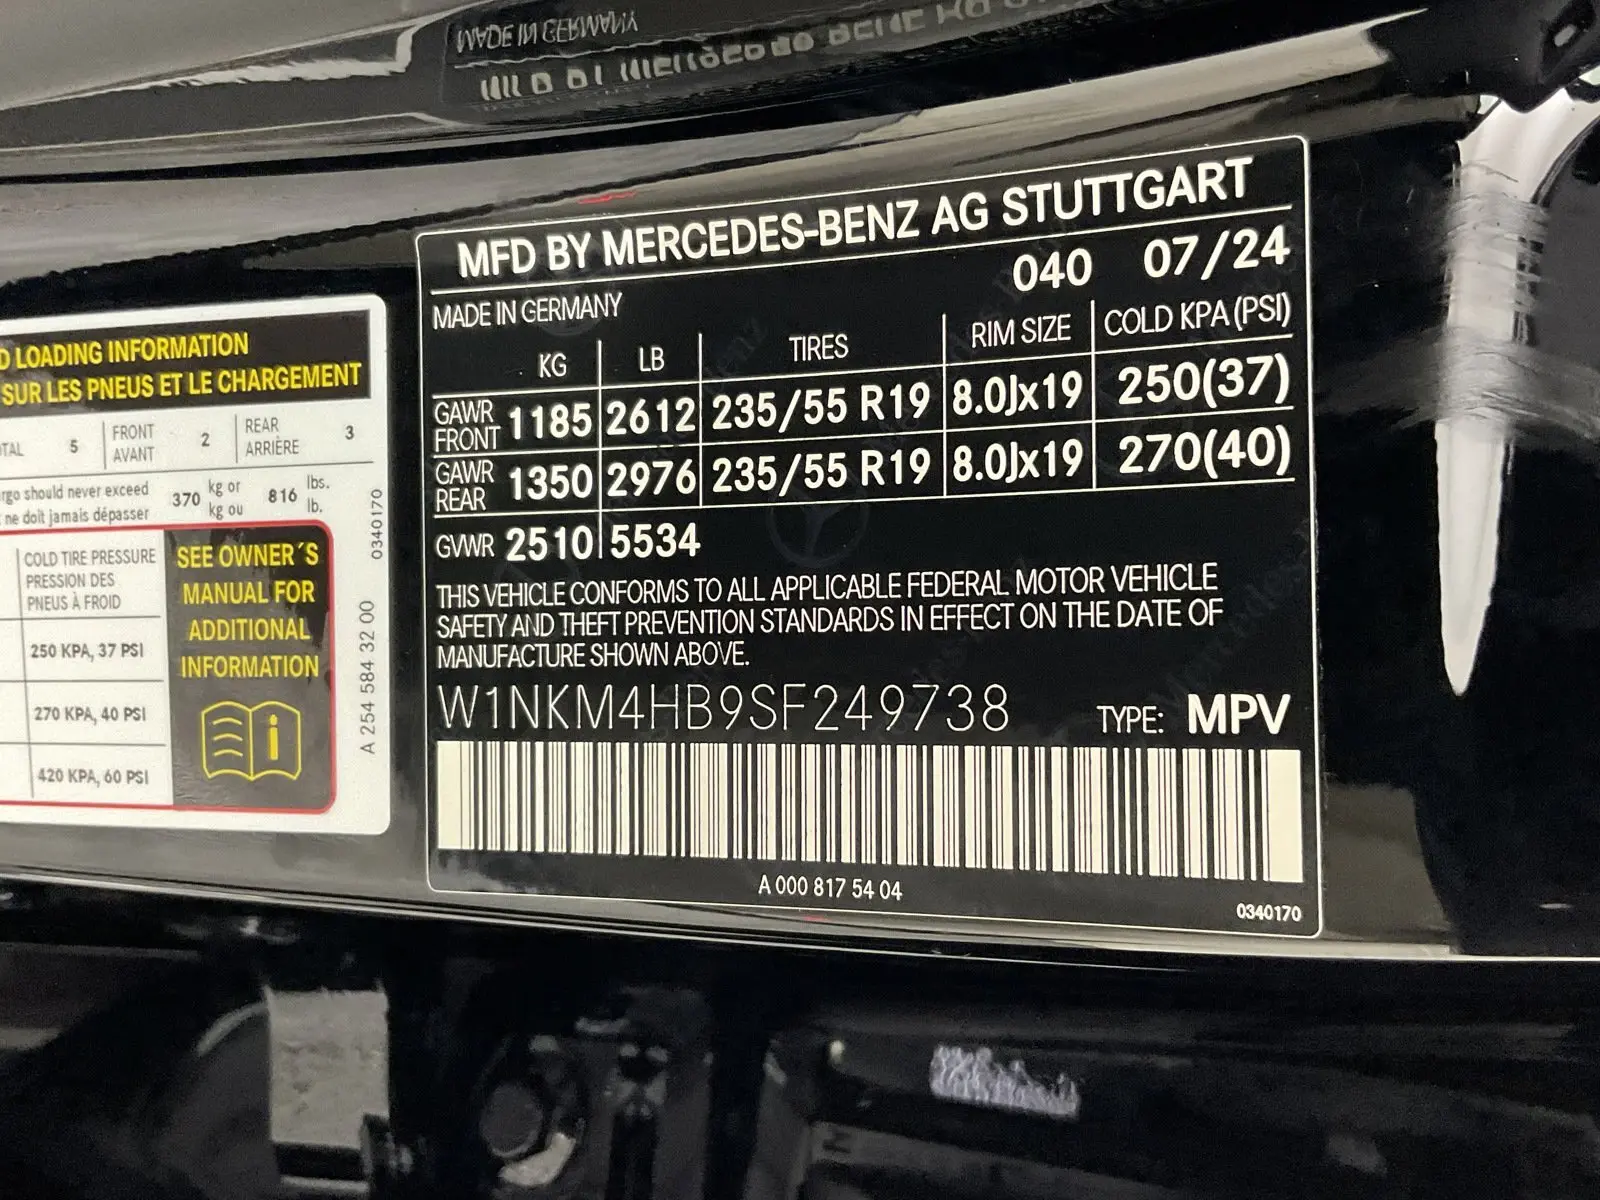 MADE IN GERMANY
D LOADING INFORMATION
SUR LES PNEUS ET LE CHARGEMENT
TAL 5 FRONT AVANT 2 REAR ARRIÈRE 3
rgo should never exceed 370 kg or 816 lbs.
ne doit jamais dépasser kg ou lb.
COLD TIRE PRESSURE
PRESSION DES
PNEUS À FROID
250 KPA, 37 PSI
270 KPA, 40 PSI
420 KPA, 60 PSI
SEE OWNER´S
MANUAL FOR
ADDITIONAL
INFORMATION
0340170
A 254 584 32 00
MFD BY MERCEDES-BENZ AG STUTTGART
MADE IN GERMANY 040 07/24
KG LB TIRES RIM SIZE COLD KPA (PSI)
GAWR FRONT 1185 2612 235/55 R19 8.0Jx19 250(37)
GAWR REAR 1350 2976 235/55 R19 8.0Jx19 270(40)
GVWR 2510 5534
THIS VEHICLE CONFORMS TO ALL APPLICABLE FEDERAL MOTOR VEHICLE
SAFETY AND THEFT PREVENTION STANDARDS IN EFFECT ON THE DATE OF
MANUFACTURE SHOWN ABOVE.
W1NKM4HB9SF249738 TYPE: MPV
A 000 817 54 04
0340170